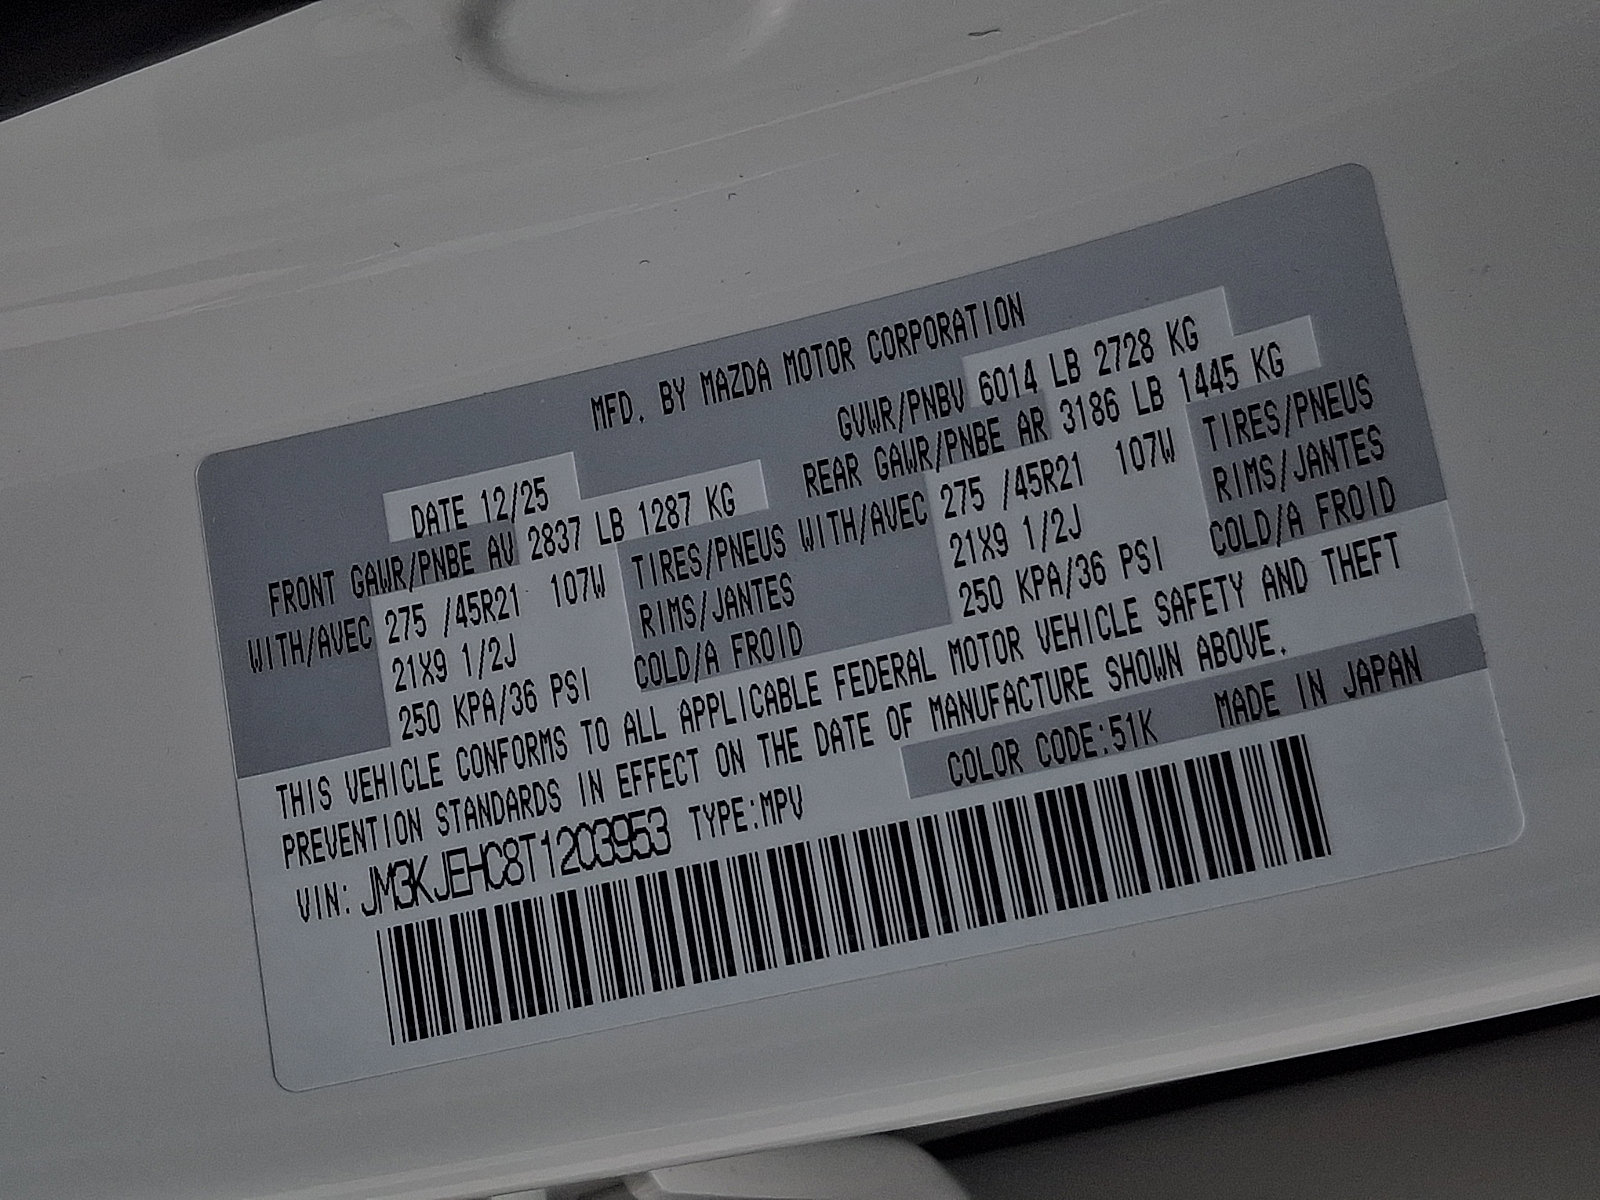 MFD. BY MAZDA MOTOR CORPORATION
DATE 12/25
GVWR/PNBV 6014 LB 2728 KG
FRONT GAWR/PNBE AV 2837 LB 1287 KG
REAR GAWR/PNBE AR 3186 LB 1445 KG
WITH/AVEC 275 /45R21 107W TIRES/PNEUS
21X9 1/2J RIMS/JANTES
250 KPA/36 PSI COLD/A FROID
WITH/AVEC 275 /45R21 107W TIRES/PNEUS
21X9 1/2J RIMS/JANTES
250 KPA/36 PSI COLD/A FROID
THIS VEHICLE CONFORMS TO ALL APPLICABLE FEDERAL MOTOR VEHICLE SAFETY AND THEFT
PREVENTION STANDARDS IN EFFECT ON THE DATE OF MANUFACTURE SHOWN ABOVE.
VIN: JM3KJEHC8T1203953 TYPE:MPV
COLOR CODE:51K MADE IN JAPAN